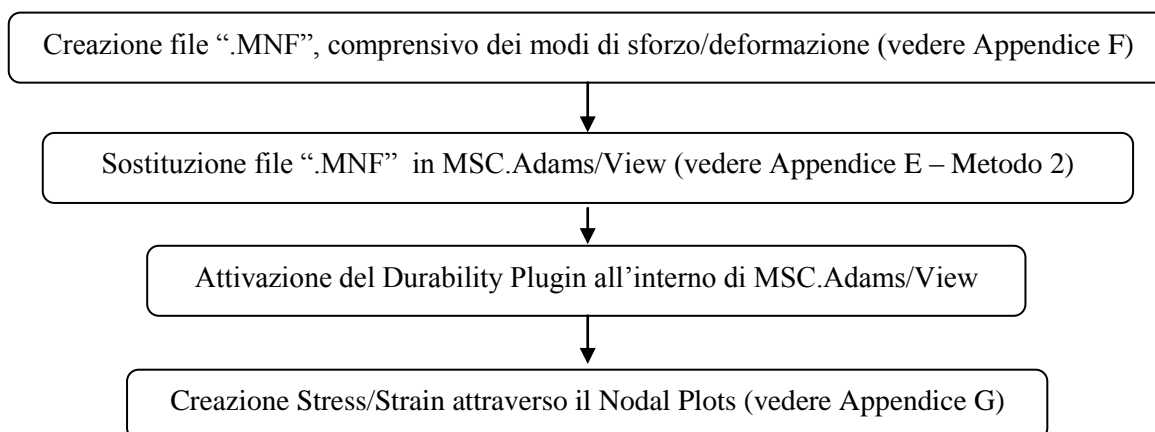 Creazione file “.MNF”, comprensivo dei modi di sforzo/deformazione (vedere Appendice F)
Sostituzione file “.MNF” in MSC.Adams/View (vedere Appendice E – Metodo 2)
Attivazione del Durability Plugin all’interno di MSC.Adams/View
Creazione Stress/Strain attraverso il Nodal Plots (vedere Appendice G)